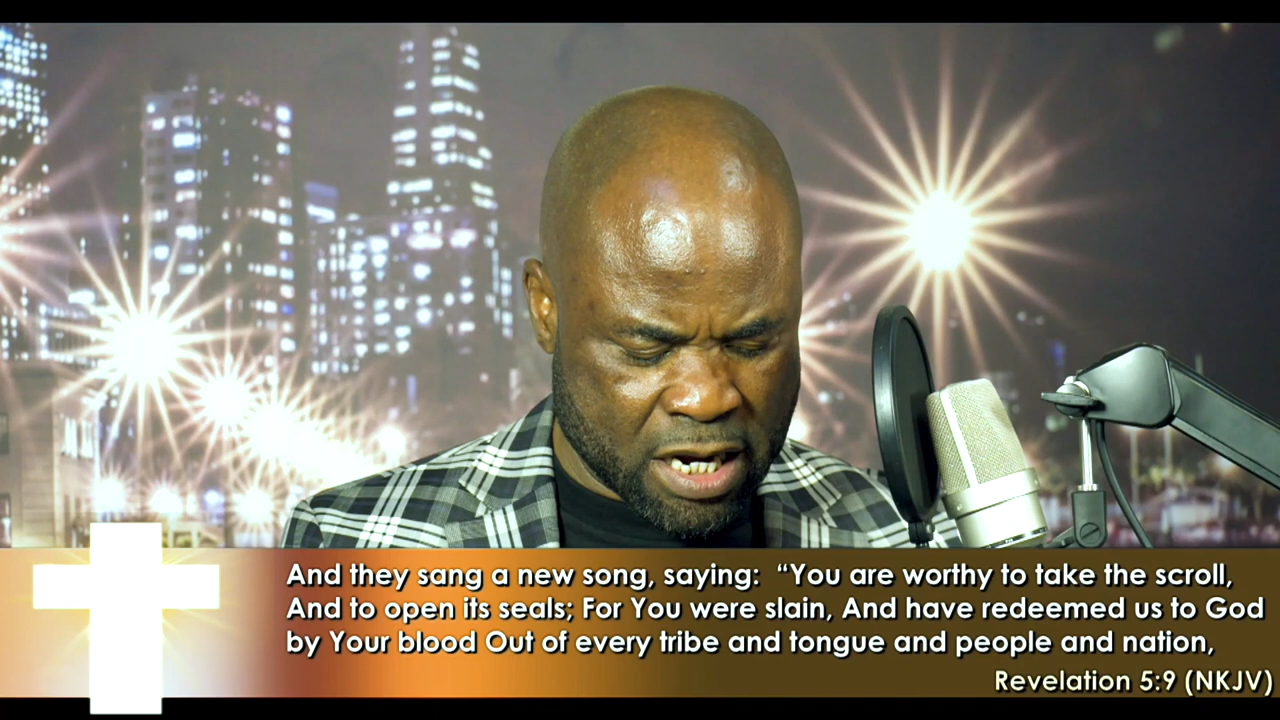 And they sang a new song, saying:  “You are worthy to take the scroll,
And to open its seals; For You were slain, And have redeemed us to God
by Your blood Out of every tribe and tongue and people and nation,
Revelation 5:9 (NKJV)